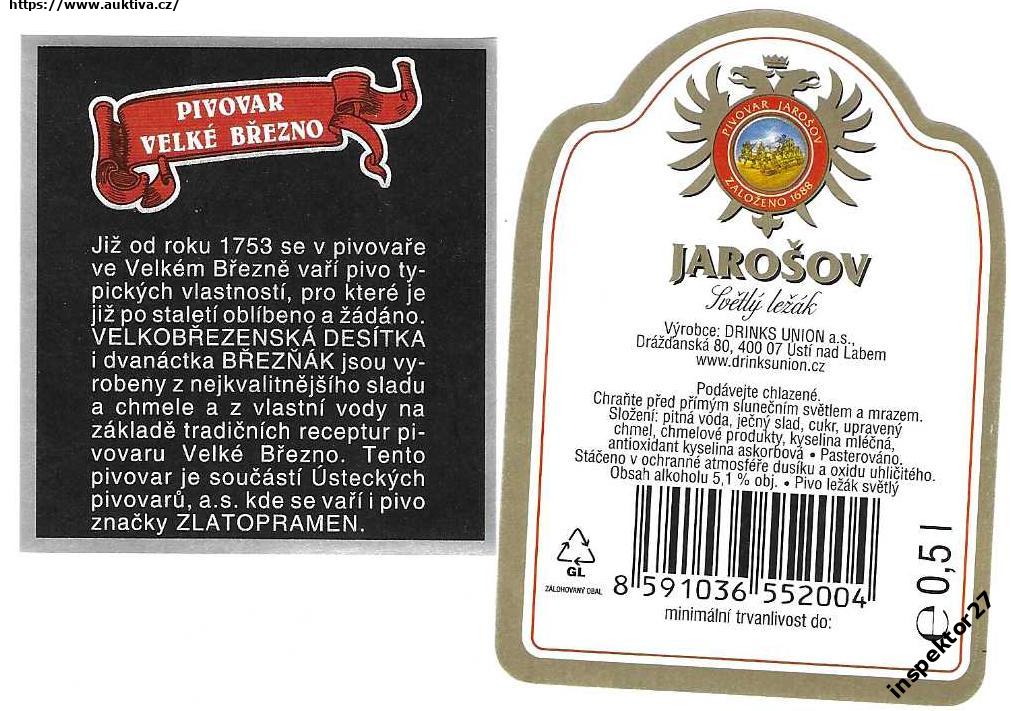 https://www.auktiva.cz/
PIVOVAR
VELKÉ BŘEZNO
Již od roku 1753 se v pivovaře
ve Velkém Březně vaří pivo ty-
pických vlastností, pro které je
již po staletí oblíbeno a žádáno.
VELKOBŘEZENSKÁ DESÍTKA
i dvanáctka BŘEZŇÁK jsou vy-
robeny z nejkvalitnějšího sladu
a chmele a z vlastní vody na
základě tradičních receptur pi-
vovaru Velké Březno. Tento
pivovar je součástí Ústeckých
pivovarů, a.s. kde se vaří i pivo
značky ZLATOPRAMEN.
PIVOVAR JAROŠOV
ZALOŽENO 1688
JAROŠOV
Světlý ležák
Výrobce: DRINKS UNION a.s.,
Drážďanská 80, 400 07 Ústí nad Labem
www.drinksunion.cz
Podávejte chlazené.
Chraňte před přímým slunečním světlem a mrazem.
Složení: pitná voda, ječný slad, cukr, upravený
chmel, chmelové produkty, kyselina mléčná,
antioxidant kyselina askorbová • Pasterováno.
Stáčeno v ochranné atmosféře dusíku a oxidu uhličitého.
Obsah alkoholu 5,1 % obj. • Pivo ležák světlý
GL
ZÁLOHOVANÝ OBAL
8 591036 552004
minimální trvanlivost do:
e 0,5 l
inspektor27